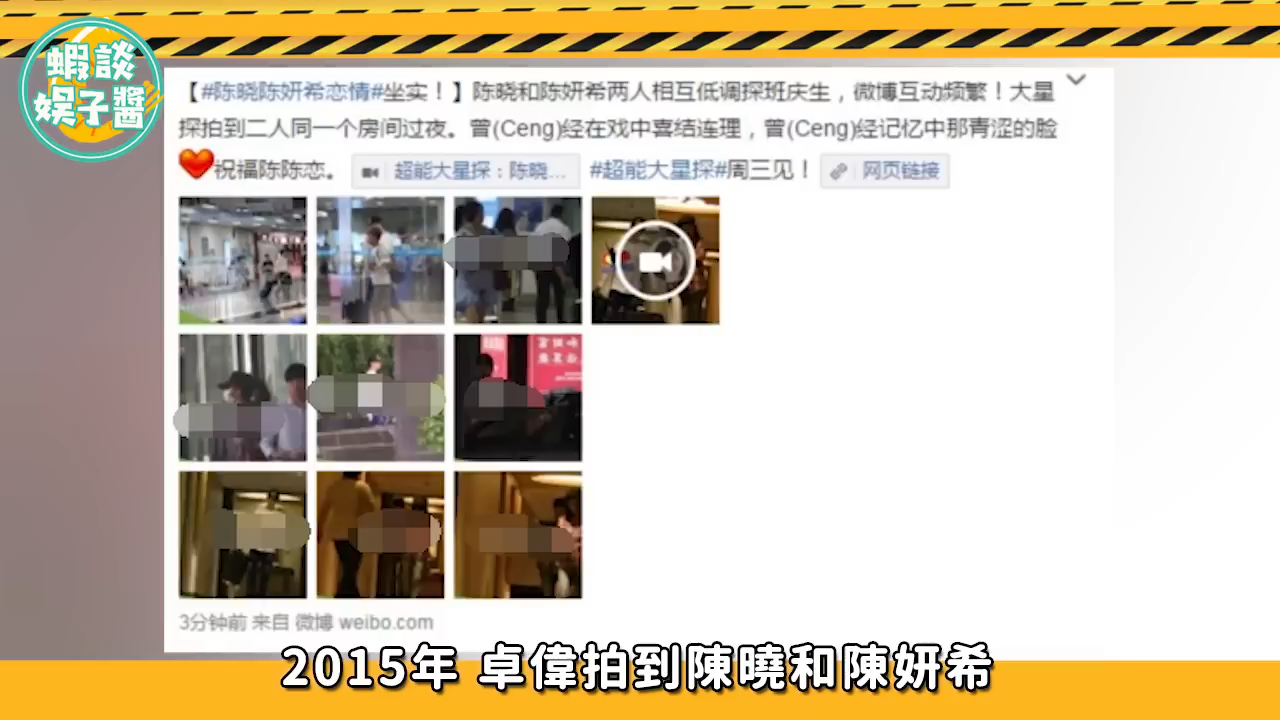 蝦談
娛子醬
【#陈晓陈妍希恋情#坐实！】陈晓和陈妍希两人相互低调探班庆生，微博互动频繁！大星
探拍到二人同一个房间过夜。曾(Ceng)经在戏中喜结连理，曾(Ceng)经记忆中那青涩的脸
❤祝福陈陈恋。 超能大星探：陈晓... #超能大星探#周三见！ 网页链接
3分钟前 来自 微博 weibo.com
2015年 卓偉拍到陳曉和陳妍希